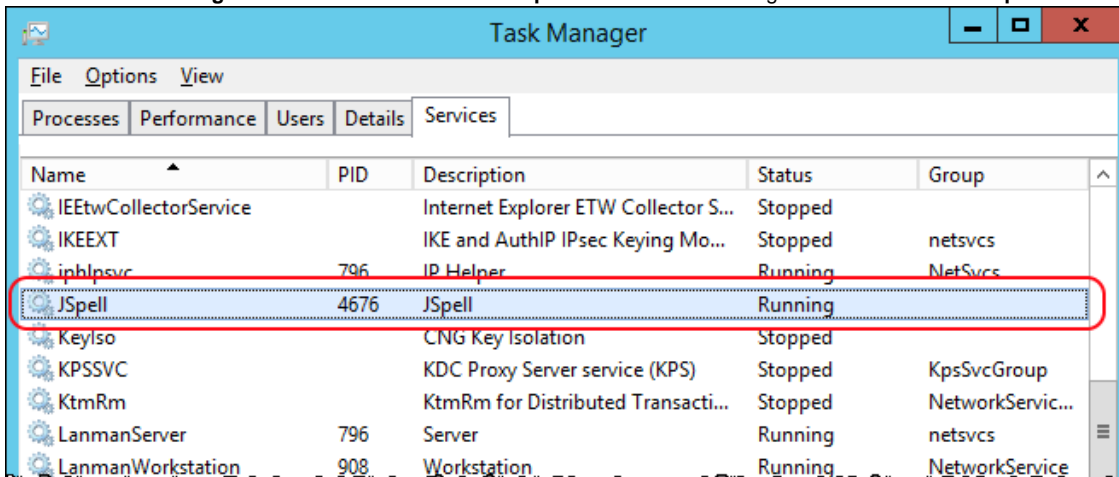 Task Manager
File Options View
Processes Performance Users Details Services
Name PID Description Status Group
IEEtwCollectorService Internet Explorer ETW Collector S... Stopped
IKEEXT IKE and AuthIP IPsec Keying Mo... Stopped netsvcs
iphlpsvc 796 IP Helper Running NetSvcs
JSpell 4676 JSpell Running
KeyIso CNG Key Isolation Stopped
KPSSVC KDC Proxy Server service (KPS) Stopped KpsSvcGroup
KtmRm KtmRm for Distributed Transacti... Stopped NetworkServic...
LanmanServer 796 Server Running netsvcs
LanmanWorkstation 908 Workstation Running NetworkService